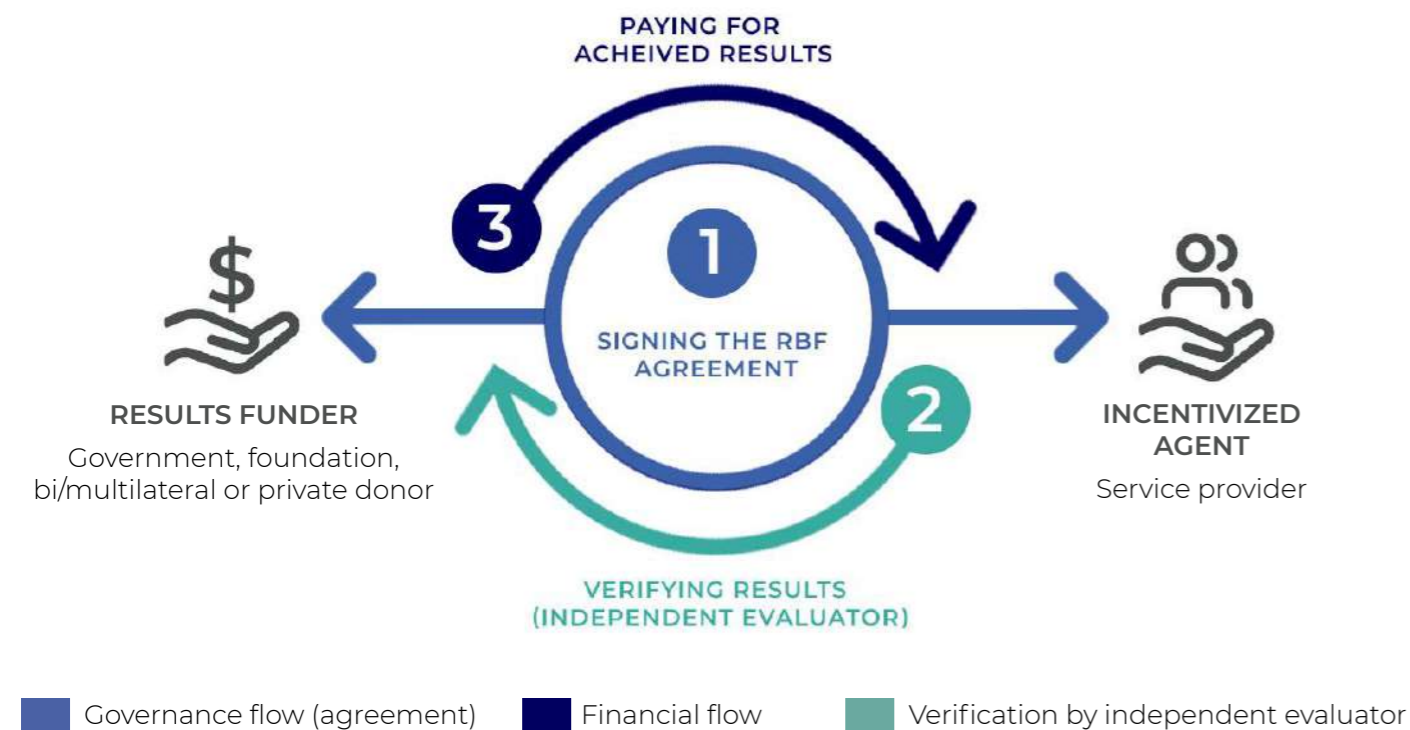 PAYING FOR
ACHEIVED RESULTS
3
1
$
SIGNING THE RBF
AGREEMENT
2
RESULTS FUNDER
Government, foundation,
bi/multilateral or private donor
INCENTIVIZED
AGENT
Service provider
VERIFYING RESULTS
(INDEPENDENT EVALUATOR)
Governance flow (agreement)
Financial flow
Verification by independent evaluator